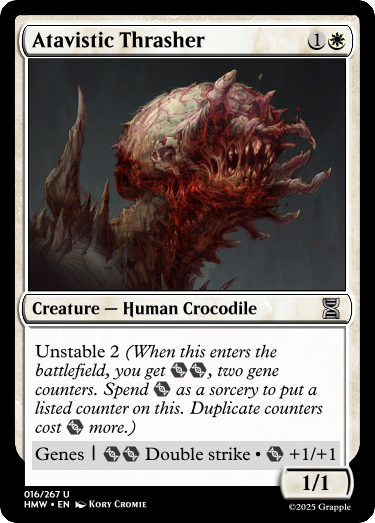 Atavistic Thrasher 1
Creature — Human Crocodile
Unstable 2 (When this enters the
battlefield, you get , two gene
counters. Spend as a sorcery to put a
listed counter on this. Duplicate counters
cost more.)
Genes | Double strike • +1/+1
1/1
016/267 U
HMW • EN Kory Cromie
©2025 Grapple